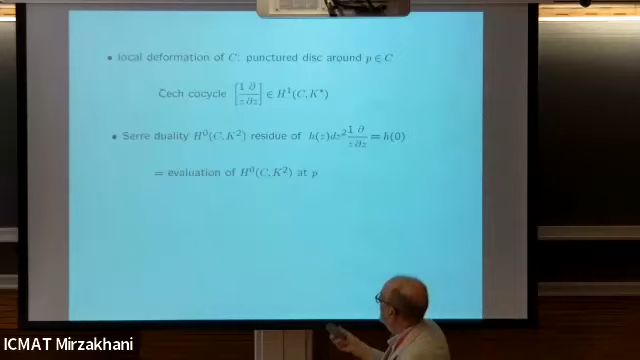 • local deformation of C: punctured disc around p ∈ C
Cech cocycle [1/z ∂/∂z] ∈ H¹(C, K*)
• Serre duality H⁰(C, K²) residue of h(z)dz² 1/z ∂/∂z = h(0)
= evaluation of H⁰(C, K²) at p
ICMAT Mirzakhani